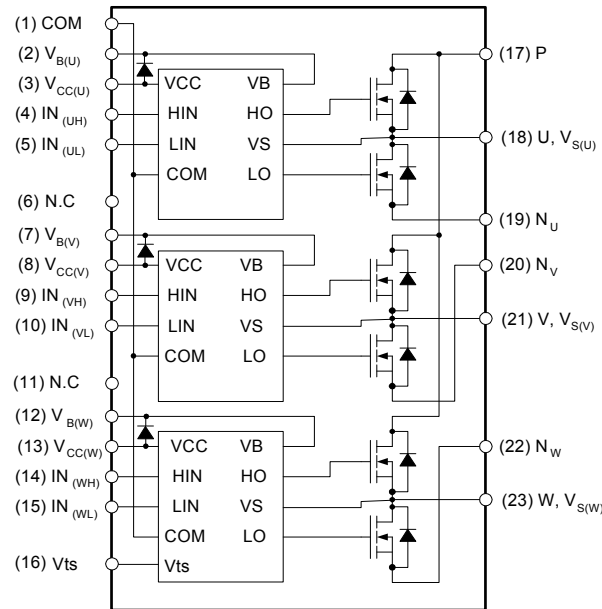 (1) COM
(2) VB(U)
(3) VCC(U)
(4) IN(UH)
(5) IN(UL)
(6) N.C
(7) VB(V)
(8) VCC(V)
(9) IN(VH)
(10) IN(VL)
(11) N.C
(12) VB(W)
(13) VCC(W)
(14) IN(WH)
(15) IN(WL)
(16) Vts
VCC VB
HIN HO
LIN VS
COM LO
VCC VB
HIN HO
LIN VS
COM LO
VCC VB
HIN HO
LIN VS
COM LO
Vts
(17) P
(18) U, VS(U)
(19) NU
(20) NV
(21) V, VS(V)
(22) NW
(23) W, VS(W)